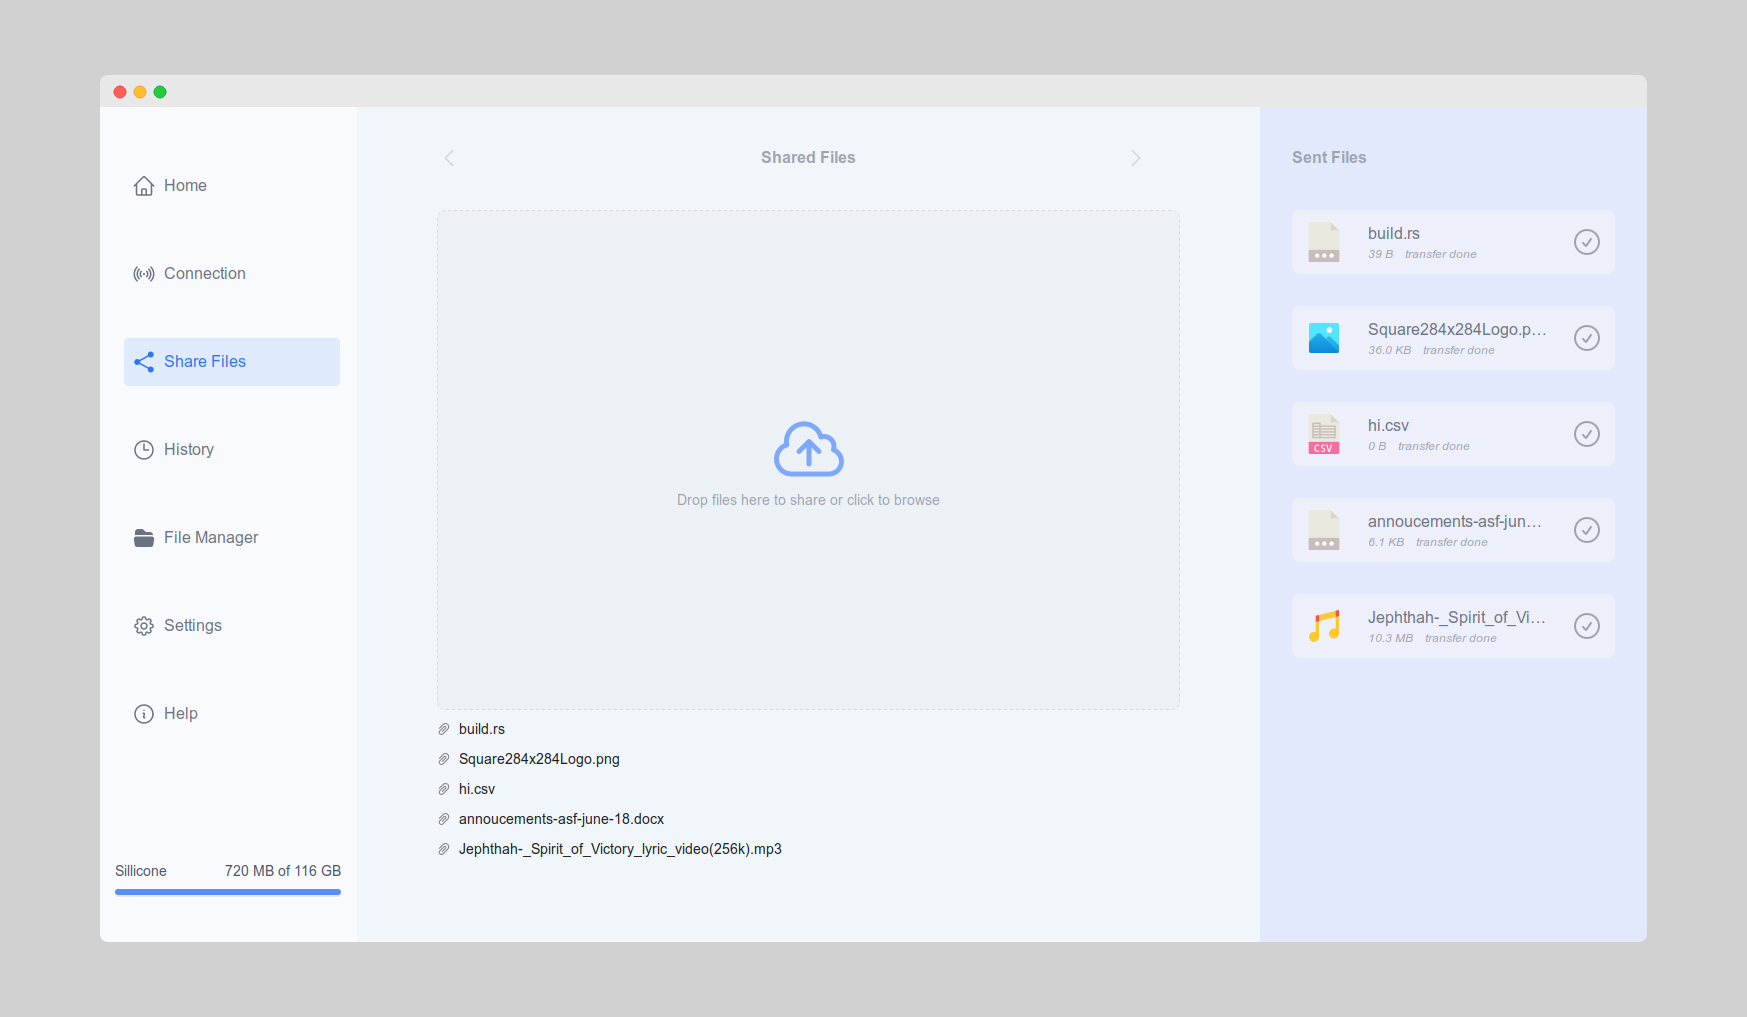 Home
Connection
Share Files
History
File Manager
Settings
Help
Sillicone 720 MB of 116 GB
Shared Files
Drop files here to share or click to browse
build.rs
Square284x284Logo.png
hi.csv
annoucements-asf-june-18.docx
Jephthah-_Spirit_of_Victory_lyric_video(256k).mp3
Sent Files
build.rs
39 B transfer done
Square284x284Logo.p...
36.0 KB transfer done
CSV
hi.csv
0 B transfer done
annoucements-asf-jun...
6.1 KB transfer done
Jephthah-_Spirit_of_Vi...
10.3 MB transfer done